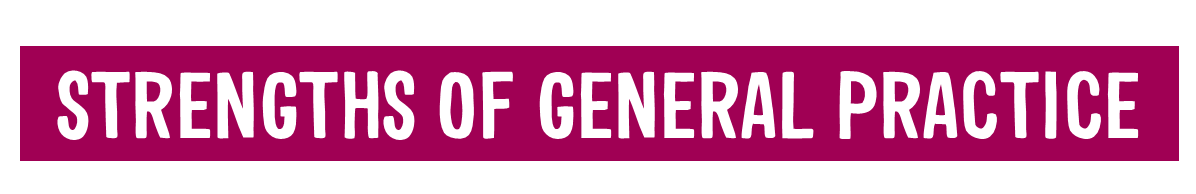 STRENGTHS OF GENERAL PRACTICE